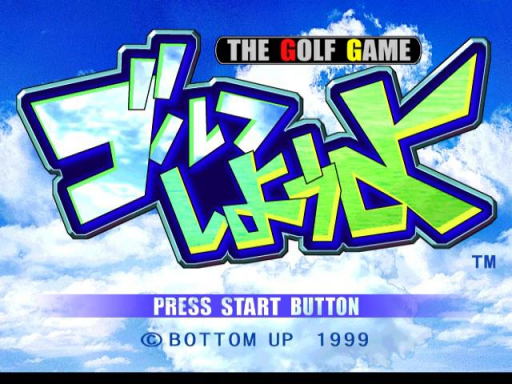 THE GOLF GAME
ゴルフ
しようよ
TM
PRESS START BUTTON
© BOTTOM UP 1999